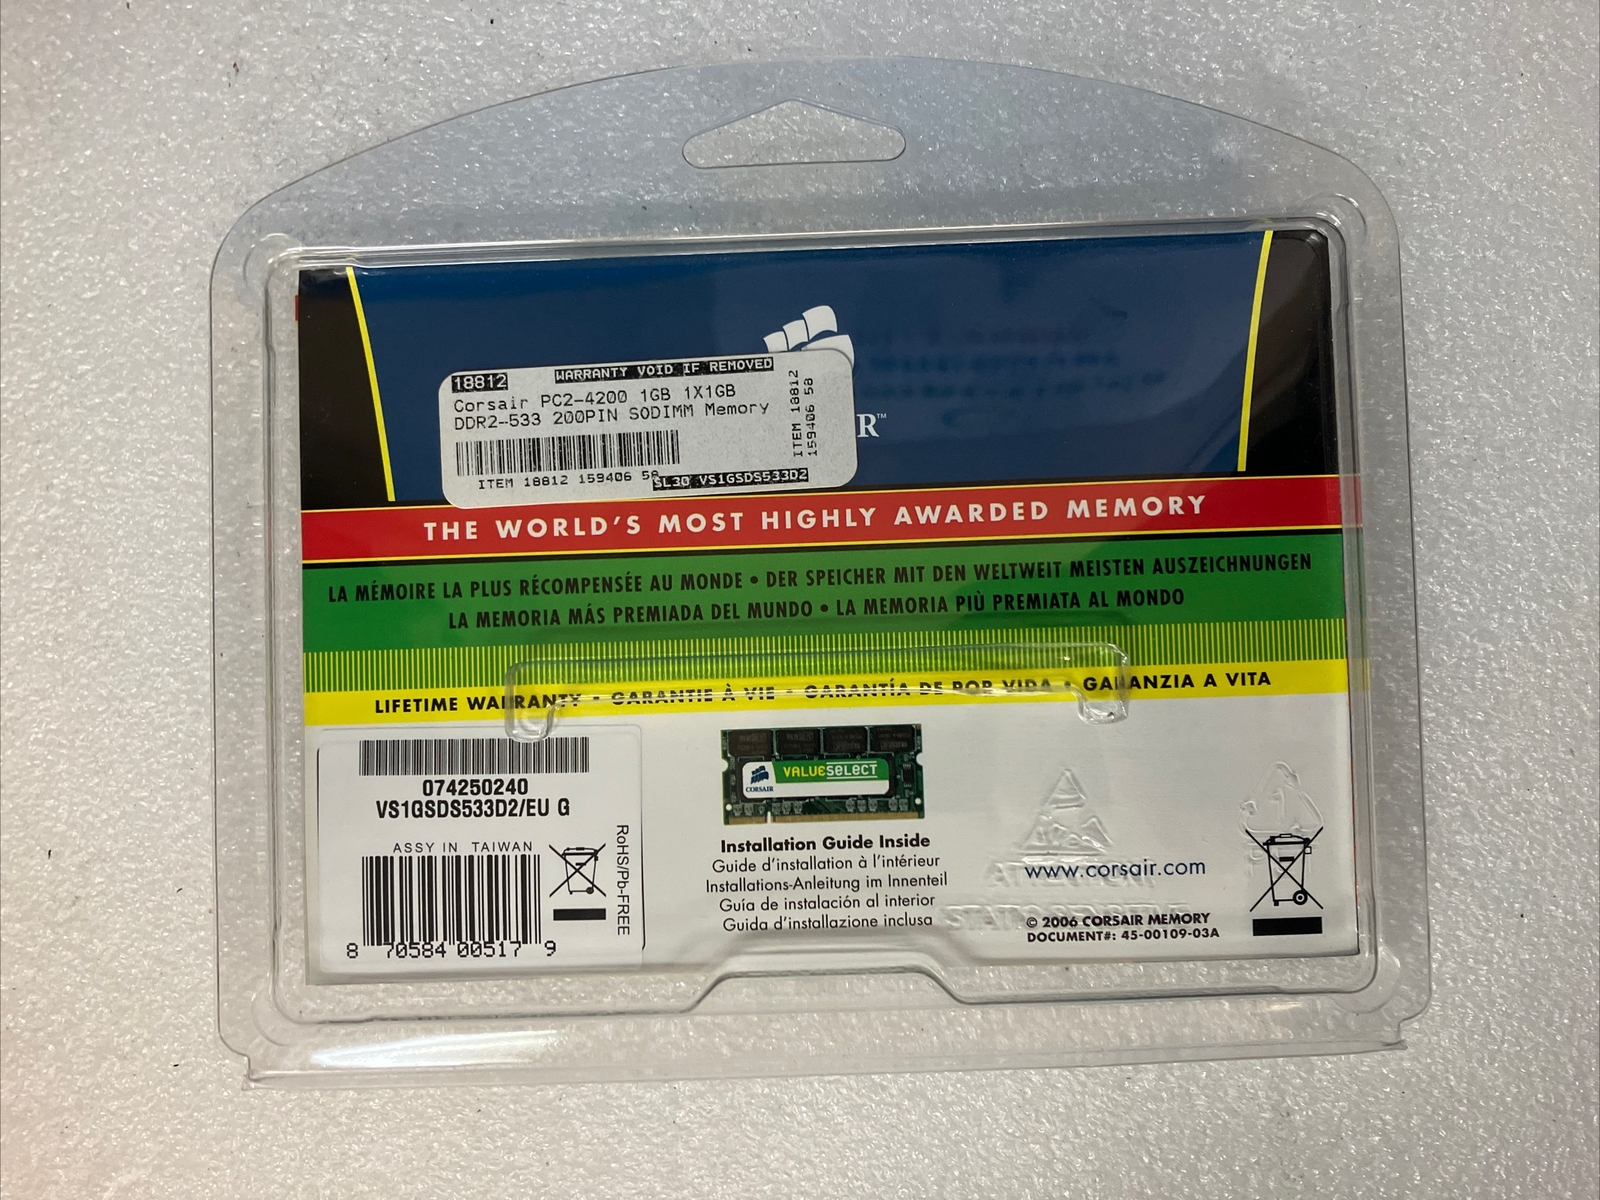 18812 WARRANTY VOID IF REMOVED
Corsair PC2-4200 1GB 1X1GB
DDR2-533 200PIN SODIMM Memory
ITEM 18812 159406 58
SL30 VS1GSDS533D2
ITEM 18812
159406 58
R™
THE WORLD'S MOST HIGHLY AWARDED MEMORY
LA MÉMOIRE LA PLUS RÉCOMPENSÉE AU MONDE • DER SPEICHER MIT DEN WELTWEIT MEISTEN AUSZEICHNUNGEN
LA MEMORIA MÁS PREMIADA DEL MUNDO • LA MEMORIA PIÙ PREMIATA AL MONDO
LIFETIME WARRANTY • GARANTIE À VIE • GARANTÍA DE POR VIDA • GARANZIA A VITA
074250240
VS1GSDS533D2/EU G
ASSY IN TAIWAN
RoHS/Pb-FREE
8 70584 00517 9
CORSAIR
VALUESELECT
Installation Guide Inside
Guide d'installation à l'intérieur
Installations-Anleitung im Innenteil
Guía de instalación al interior
Guida d'installazione inclusa
ATTENTION
www.corsair.com
© 2006 CORSAIR MEMORY
DOCUMENT#: 45-00109-03A